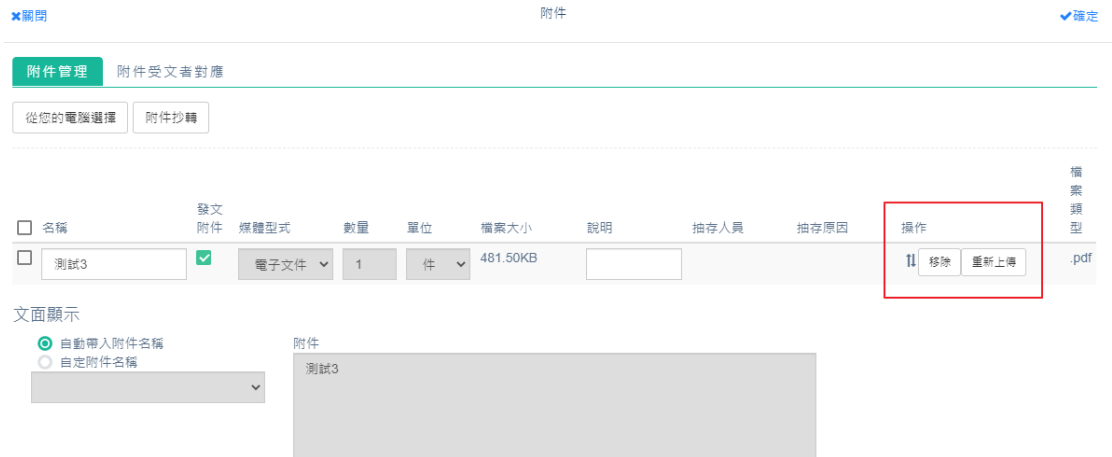 ✖關閉
附件
✔確定
附件管理
附件受文者對應
從您的電腦選擇
附件抄轉
名稱
發文附件
媒體型式
數量
單位
檔案大小
說明
抽存人員
抽存原因
操作
檔案類型
測試3
電子文件
1
件
481.50KB
移除
重新上傳
.pdf
文面顯示
自動帶入附件名稱
自定附件名稱
附件
測試3